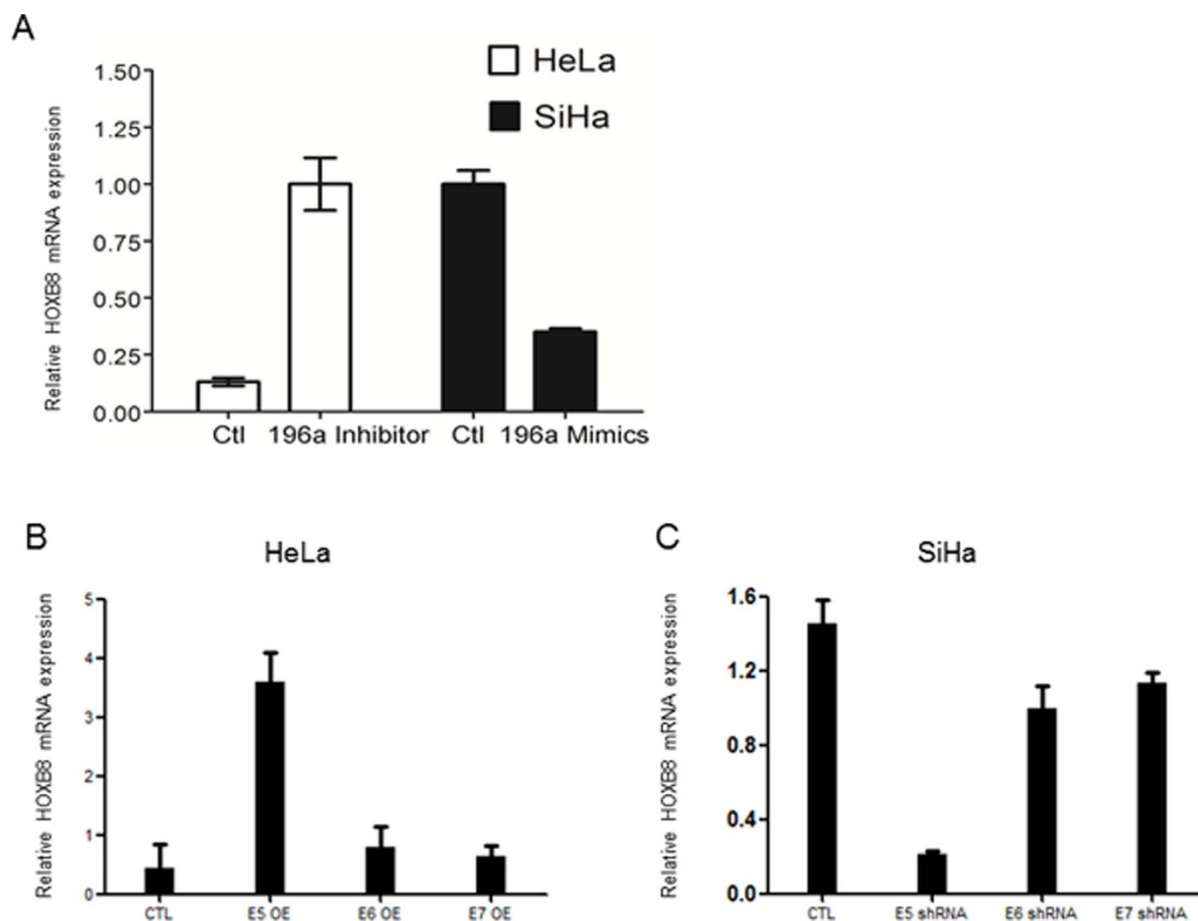 A
HeLa
SiHa
Relative HOXB8 mRNA expression
1.50
1.25
1.00
0.75
0.50
0.25
0.00
Ctl 196a Inhibitor Ctl 196a Mimics
B
HeLa
Relative HOXB8 mRNA expression
5
4
3
2
1
0
CTL E5 OE E6 OE E7 OE
C
SiHa
Relative HOXB8 mRNA expression
1.6
1.2
0.8
0.4
0.0
CTL E5 shRNA E6 shRNA E7 shRNA